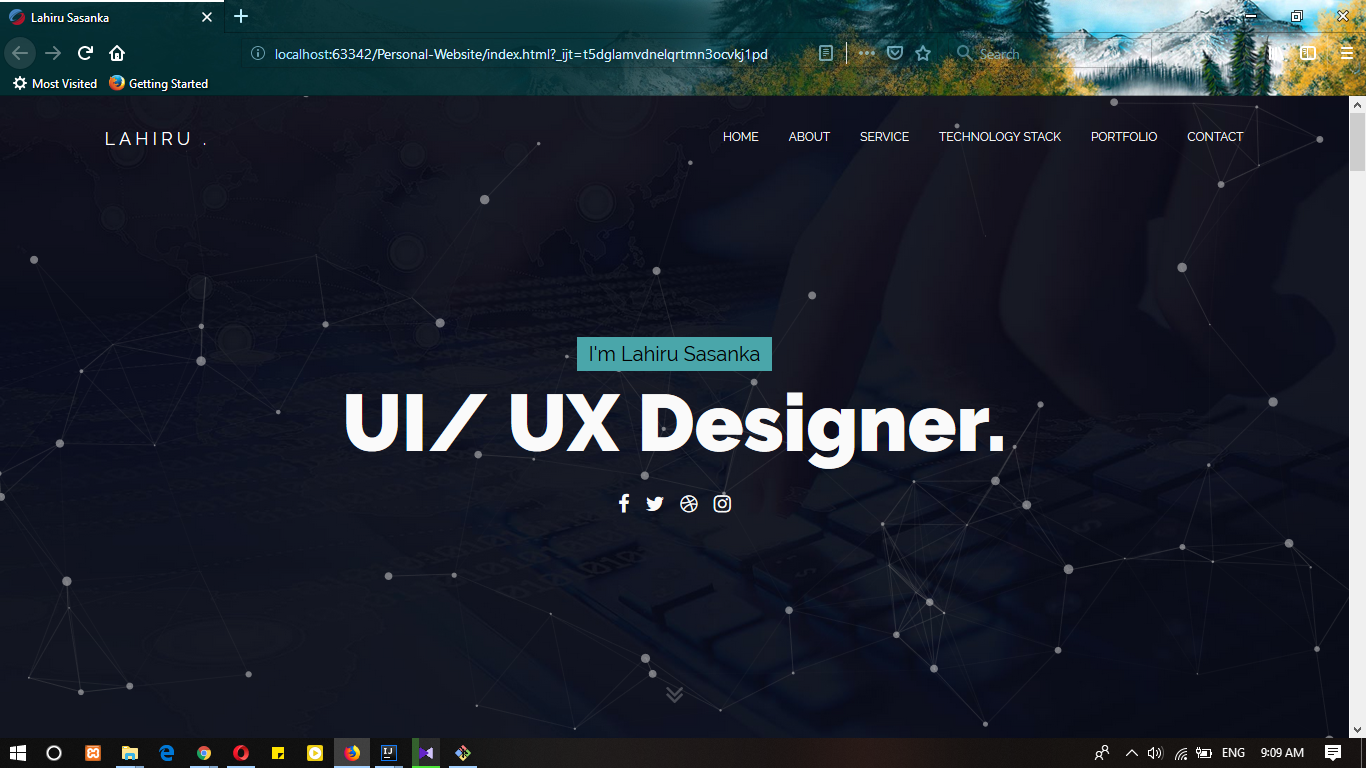 Lahiru Sasanka
localhost:63342/Personal-Website/index.html?_ijt=t5dglamvdnelqrtmn3ocvkj1pd
Search
Most Visited Getting Started
LAHIRU .
HOME ABOUT SERVICE TECHNOLOGY STACK PORTFOLIO CONTACT
I'm Lahiru Sasanka
UI/ UX Designer.
ENG 9:09 AM